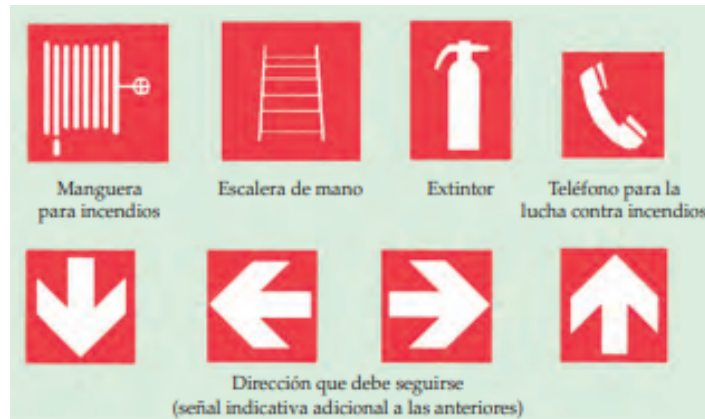 Manguera
para incendios
Escalera de mano
Extintor
Teléfono para la
lucha contra incendios
Dirección que debe seguirse
(señal indicativa adicional a las anteriores)